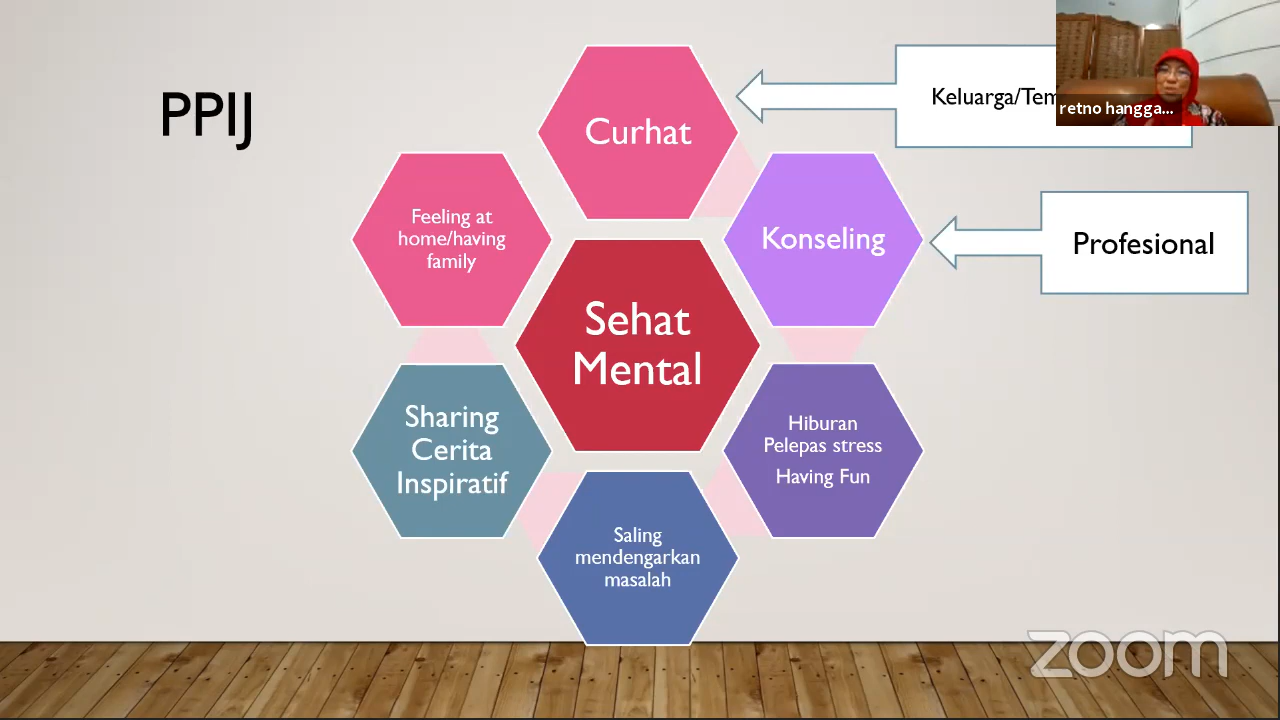 PPIJ
Curhat
Keluarga/
retno hangga...
Feeling at
home/having
family
Konseling
Profesional
Sehat
Mental
Sharing
Cerita
Inspiratif
Hiburan
Pelepas stress
Having Fun
Saling
mendengarkan
masalah
zoom